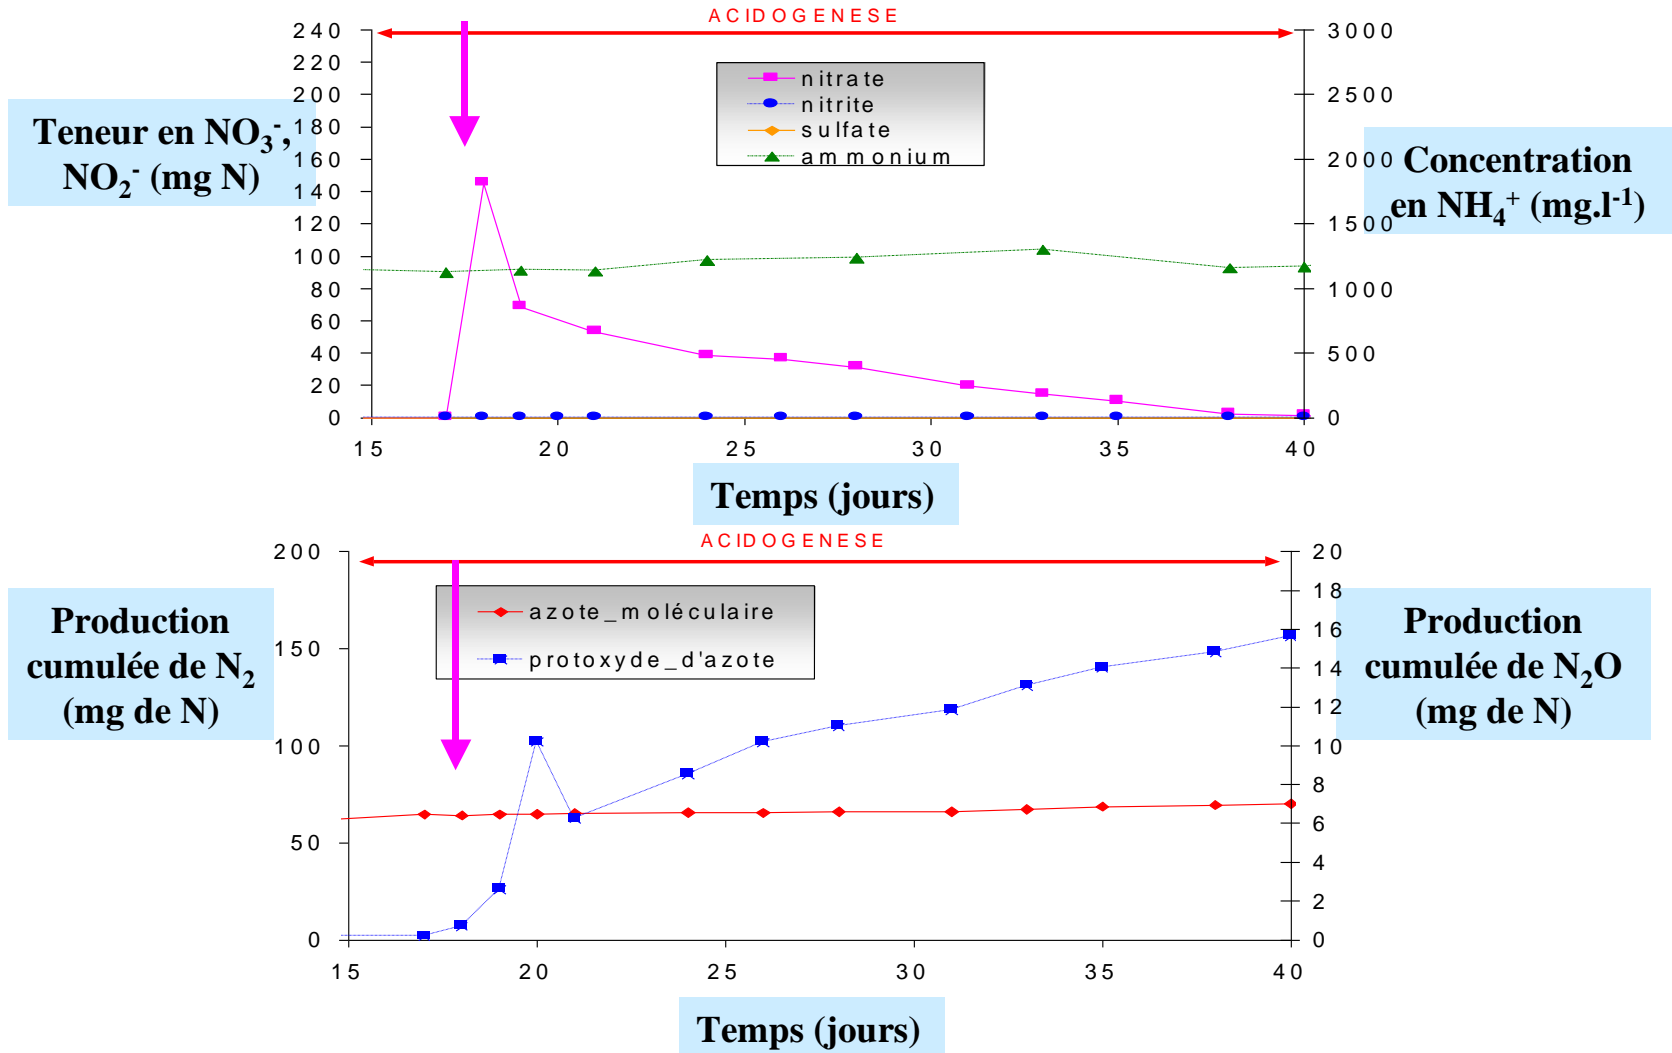 ACIDOGENESE
240
220
200
180
160
140
120
100
80
60
40
20
0
3000
2500
2000
1500
1000
500
0
nitrate
nitrite
sulfate
ammonium
Teneur en NO₃⁻,
NO₂⁻ (mg N)
Concentration
en NH₄⁺ (mg.l⁻¹)
15 20 25 30 35 40
Temps (jours)
ACIDOGENESE
200
150
100
50
0
20
18
16
14
12
10
8
6
4
2
0
azote_moléculaire
protoxyde_d'azote
Production
cumulée de N₂
(mg de N)
Production
cumulée de N₂O
(mg de N)
15 20 25 30 35 40
Temps (jours)